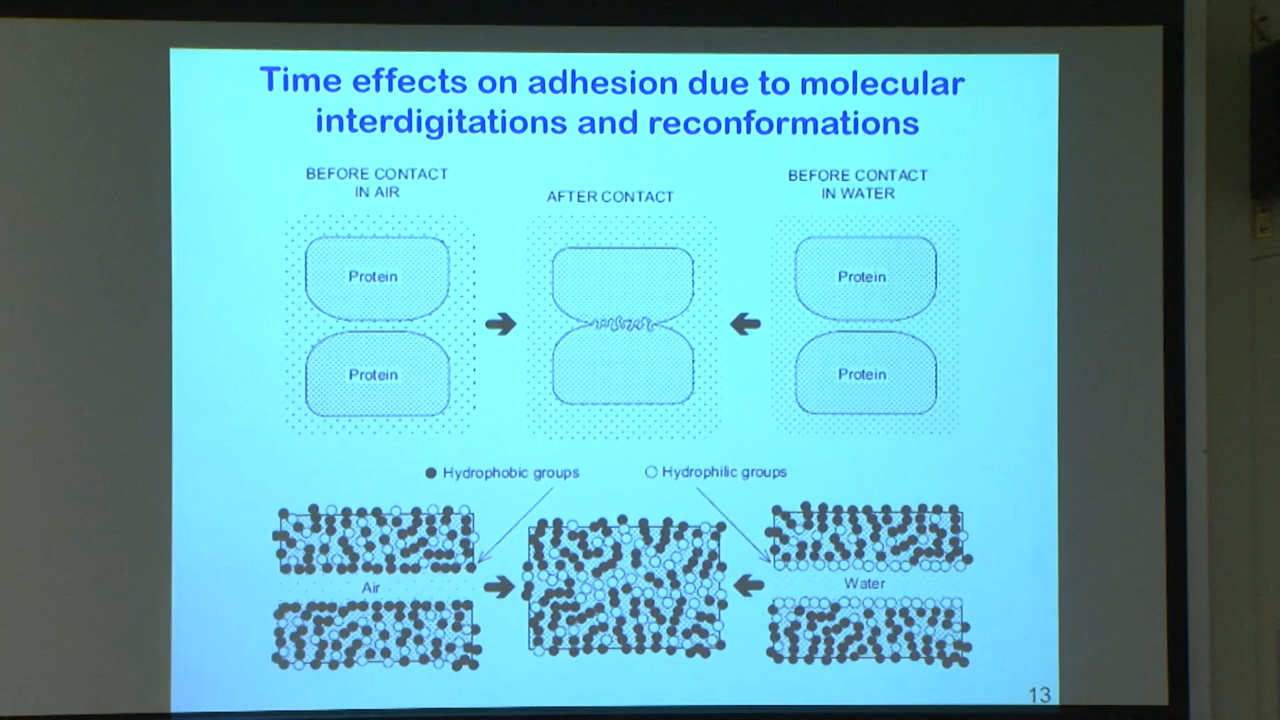 Time effects on adhesion due to molecular
interdigitations and reconformations
BEFORE CONTACT
IN AIR
AFTER CONTACT
BEFORE CONTACT
IN WATER
Protein
Protein
Protein
Protein
Hydrophobic groups
Hydrophilic groups
Air
Water
13